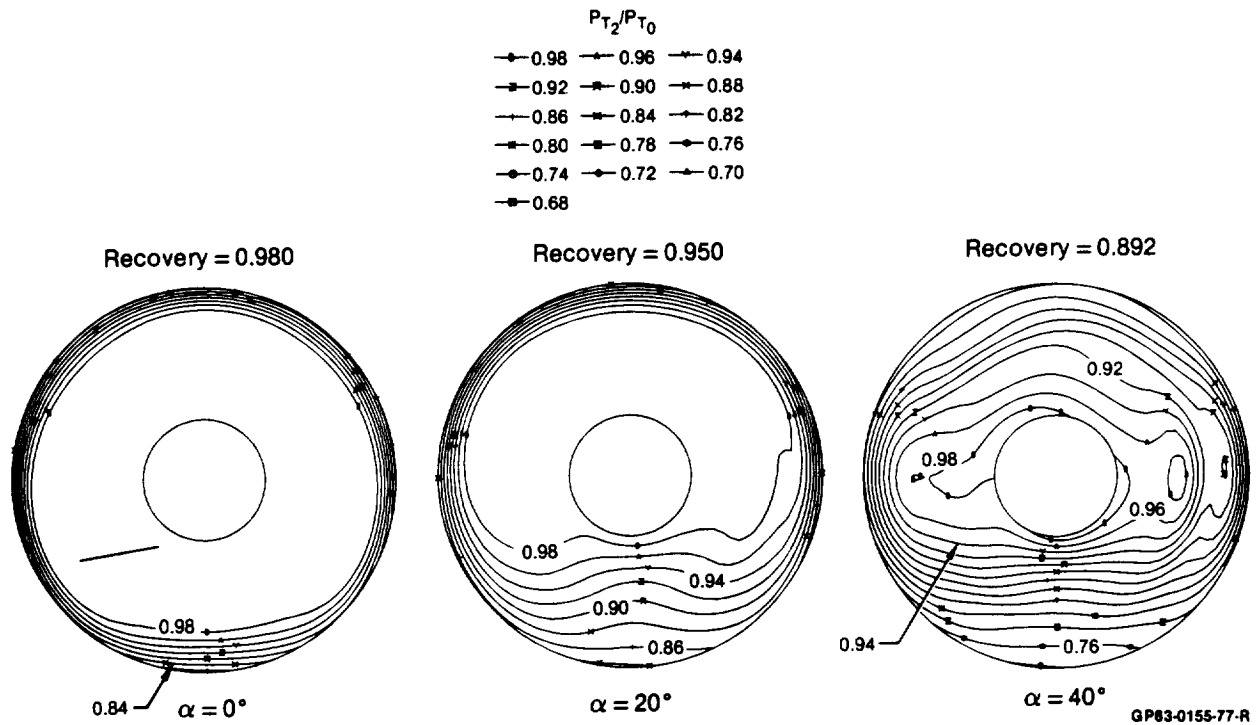 P_T2/P_T0
0.98 0.96 0.94
0.92 0.90 0.88
0.86 0.84 0.82
0.80 0.78 0.76
0.74 0.72 0.70
0.68
Recovery = 0.980
Recovery = 0.950
Recovery = 0.892
0.92
0.98
0.96
0.98
0.94
0.98
0.90
0.86
0.94
0.76
0.84
α = 0°
α = 20°
α = 40°
GP83-0155-77-R